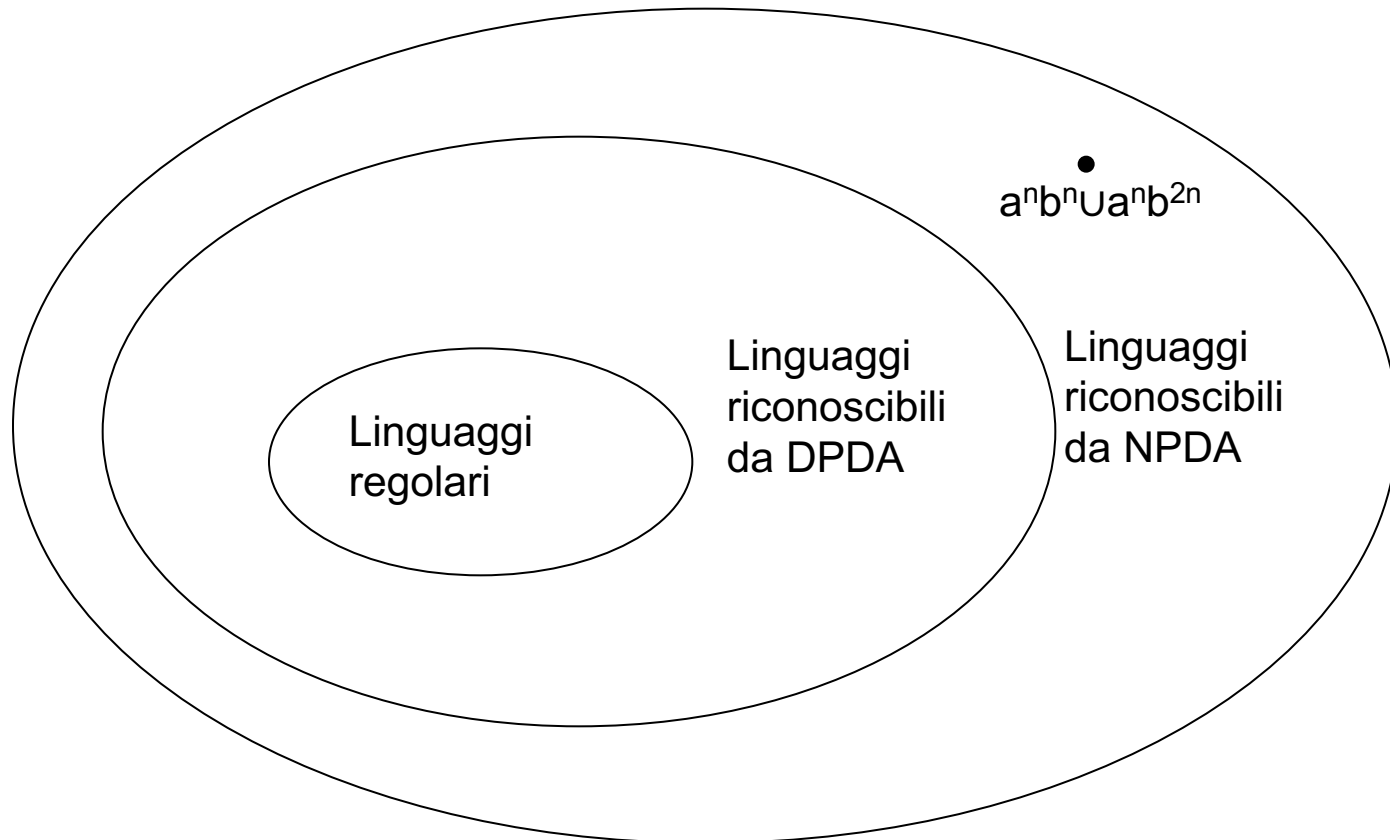 aⁿbⁿ∪aⁿb²ⁿ
Linguaggi
regolari
Linguaggi
riconoscibili
da DPDA
Linguaggi
riconoscibili
da NPDA